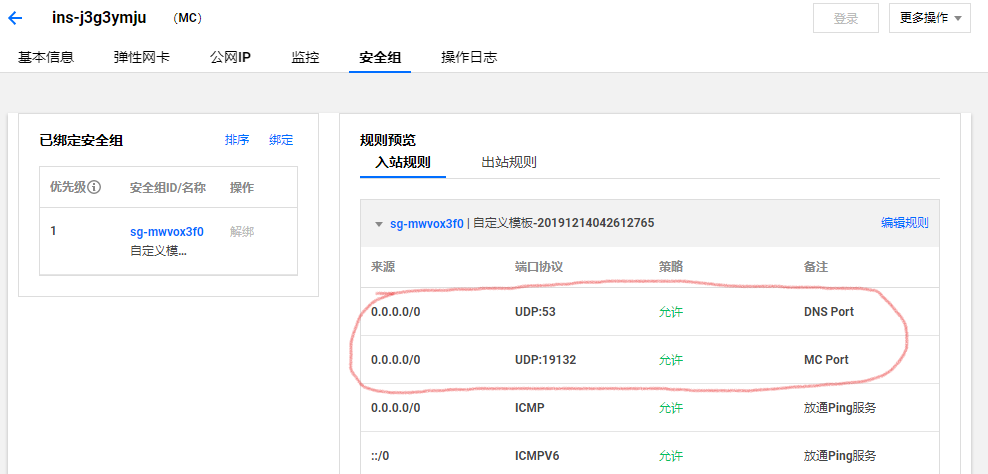 ins-j3g3ymju （MC） 登录 更多操作
基本信息 弹性网卡 公网IP 监控 安全组 操作日志
已绑定安全组 排序 绑定
优先级 安全组ID/名称 操作
1 sg-mwvox3f0 解绑
自定义模...
规则预览
入站规则 出站规则
sg-mwvox3f0 | 自定义模板-20191214042612765 编辑规则
来源 端口协议 策略 备注
0.0.0.0/0 UDP:53 允许 DNS Port
0.0.0.0/0 UDP:19132 允许 MC Port
0.0.0.0/0 ICMP 允许 放通Ping服务
::/0 ICMPV6 允许 放通Ping服务